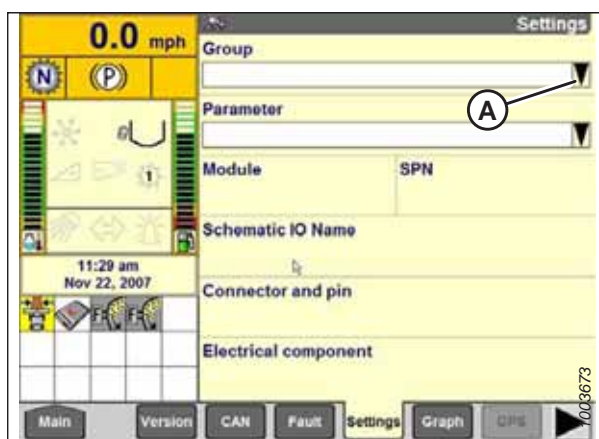 0.0 mph
Settings
Group
N
(P)
A
Parameter
0
Module
SPN
1
Schematic IO Name
11:29 am
Nov 22, 2007
Connector and pin
F
F
Electrical component
1003673
Main
Version
CAN
Fault
Settings
Graph
GPS